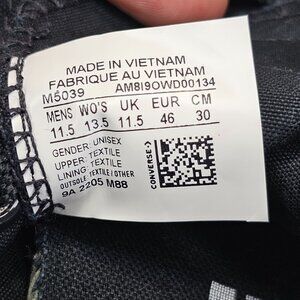 MADE IN VIETNAM
FABRIQUE AU VIETNAM
M5039 AM8I9OWD00134
MENS WO'S UK EUR CM
11.5 13.5 11.5 46 30
GENDER: UNISEX
UPPER: TEXTILE
LINING: TEXTILE
OUTSOLE: TEXTILE/OTHER
9A 2205 M88
CONVERSE